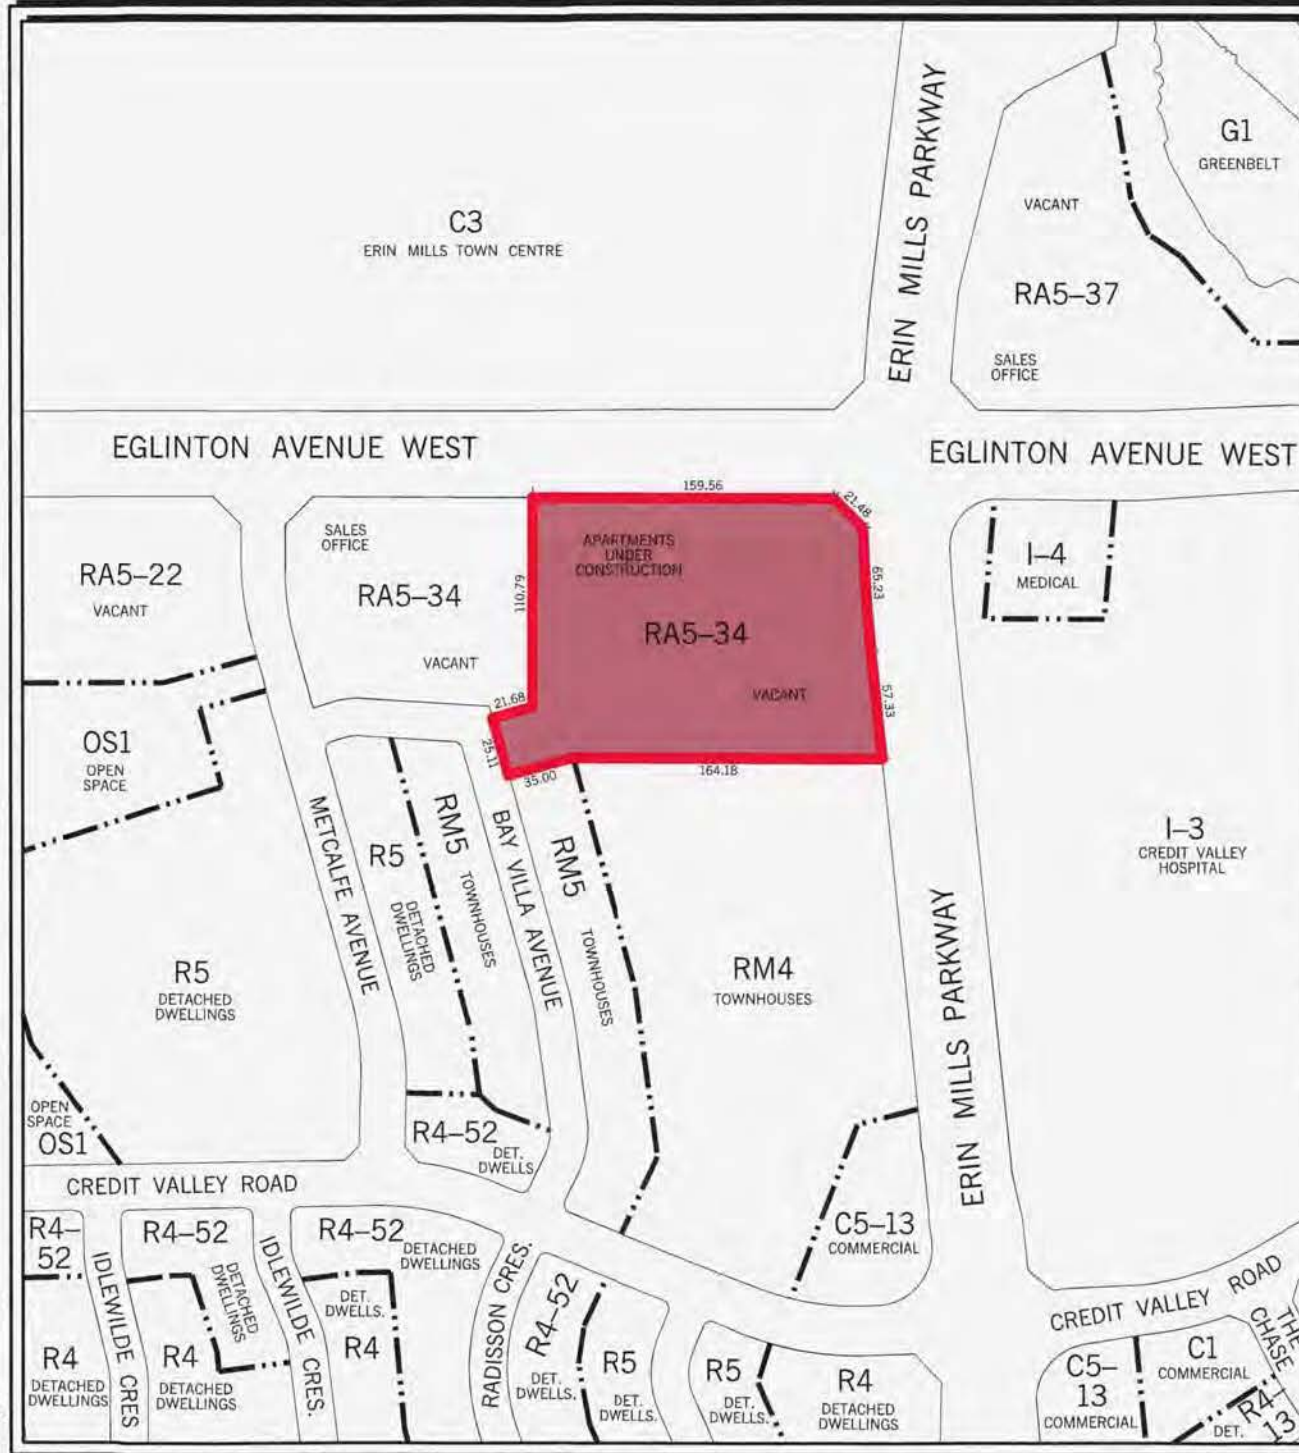 C3
ERIN MILLS TOWN CENTRE
ERIN MILLS PARKWAY
G1
GREENBELT
VACANT
RA5–37
SALES
OFFICE
EGLINTON AVENUE WEST
EGLINTON AVENUE WEST
RA5–22
VACANT
SALES
OFFICE
RA5–34
VACANT
159.56
21.48
110.79
65.23
57.33
21.68
25.11
35.00
164.18
APARTMENTS
UNDER
CONSTRUCTION
RA5–34
VACANT
I–4
MEDICAL
OS1
OPEN
SPACE
METCALFE AVENUE
R5
DETACHED
DWELLINGS
RM5
TOWNHOUSES
BAY VILLA AVENUE
RM5
TOWNHOUSES
I–3
CREDIT VALLEY
HOSPITAL
R5
DETACHED
DWELLINGS
RM4
TOWNHOUSES
ERIN MILLS PARKWAY
OPEN
SPACE
OS1
R4–52
DET.
DWELLS
CREDIT VALLEY ROAD
C5–13
COMMERCIAL
R4–
52
IDLEWILDE CRES
R4–52
DETACHED
DWELLINGS
IDLEWILDE CRES.
R4–52
DETACHED
DWELLINGS
RADISSON CRES.
R4–52
DET.
DWELLS.
CREDIT VALLEY ROAD
THE
CHASE
R4
DETACHED
DWELLINGS
R4
DETACHED
DWELLINGS
DET.
DWELLS.
R4
R5
DET.
DWELLS.
R5
DET.
DWELLS.
R4
DETACHED
DWELLINGS
C5–
13
COMMERCIAL
C1
COMMERCIAL
R4–
13
DET.